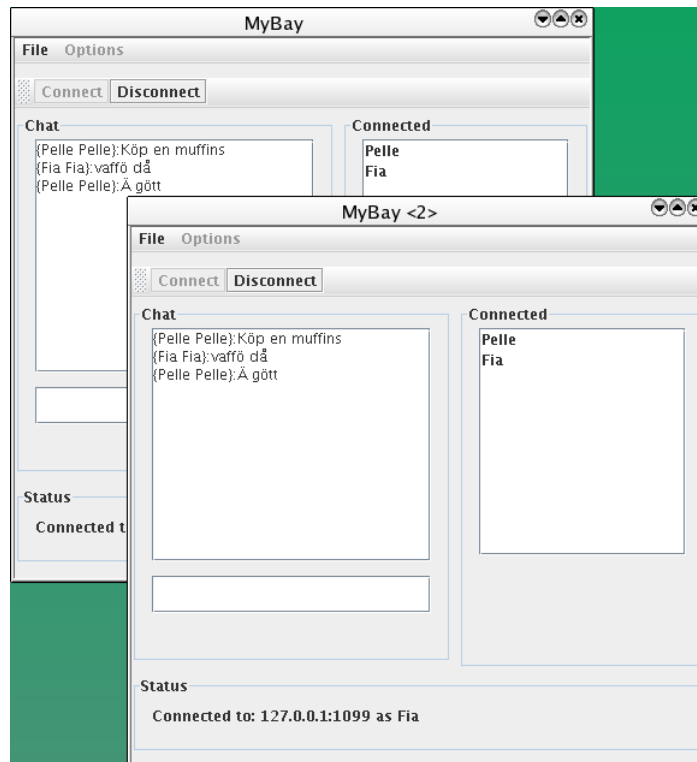 MyBay
File Options
Connect Disconnect
Chat
Connected
{Pelle Pelle}:Köp en muffins
{Fia Fia}:vaffö då
{Pelle Pelle}:Ä gött
Pelle
Fia
Status
Connected t
MyBay <2>
File Options
Connect Disconnect
Chat
Connected
{Pelle Pelle}:Köp en muffins
{Fia Fia}:vaffö då
{Pelle Pelle}:Ä gött
Pelle
Fia
Status
Connected to: 127.0.0.1:1099 as Fia